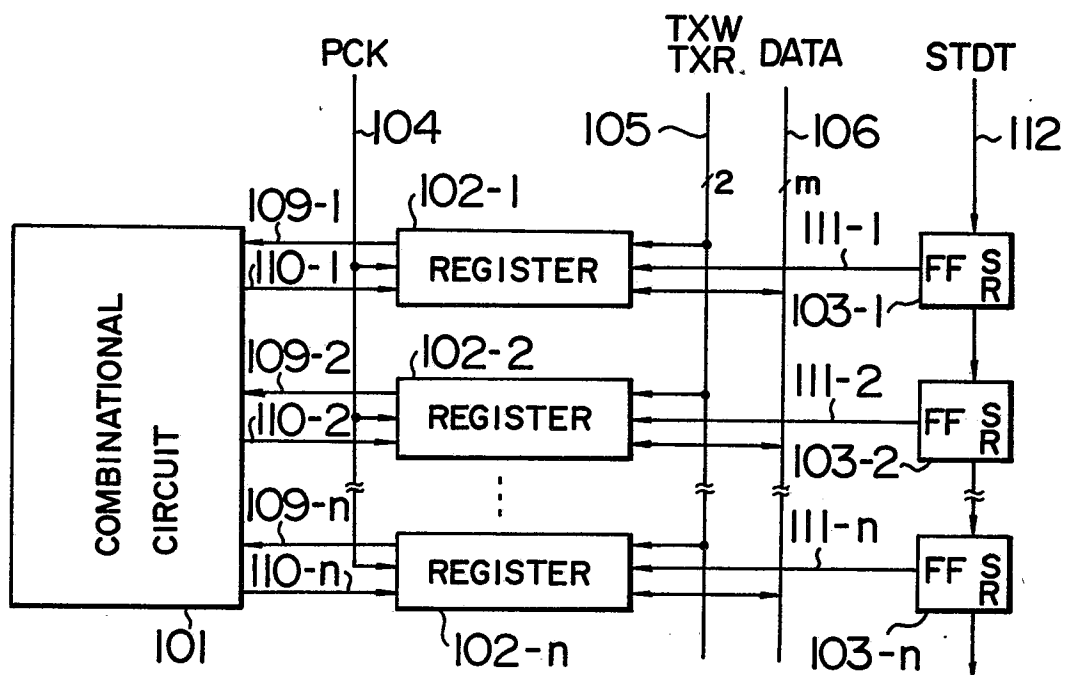 TXW
PCK TXR. DATA STDT
104 105 106 112
2 m
109-1 102-1 111-1
REGISTER FF S R
110-1 103-1
109-2 102-2 111-2
REGISTER FF S R
110-2 103-2
COMBINATIONAL
CIRCUIT
109-n 111-n
REGISTER FF S R
110-n
101 102-n 103-n